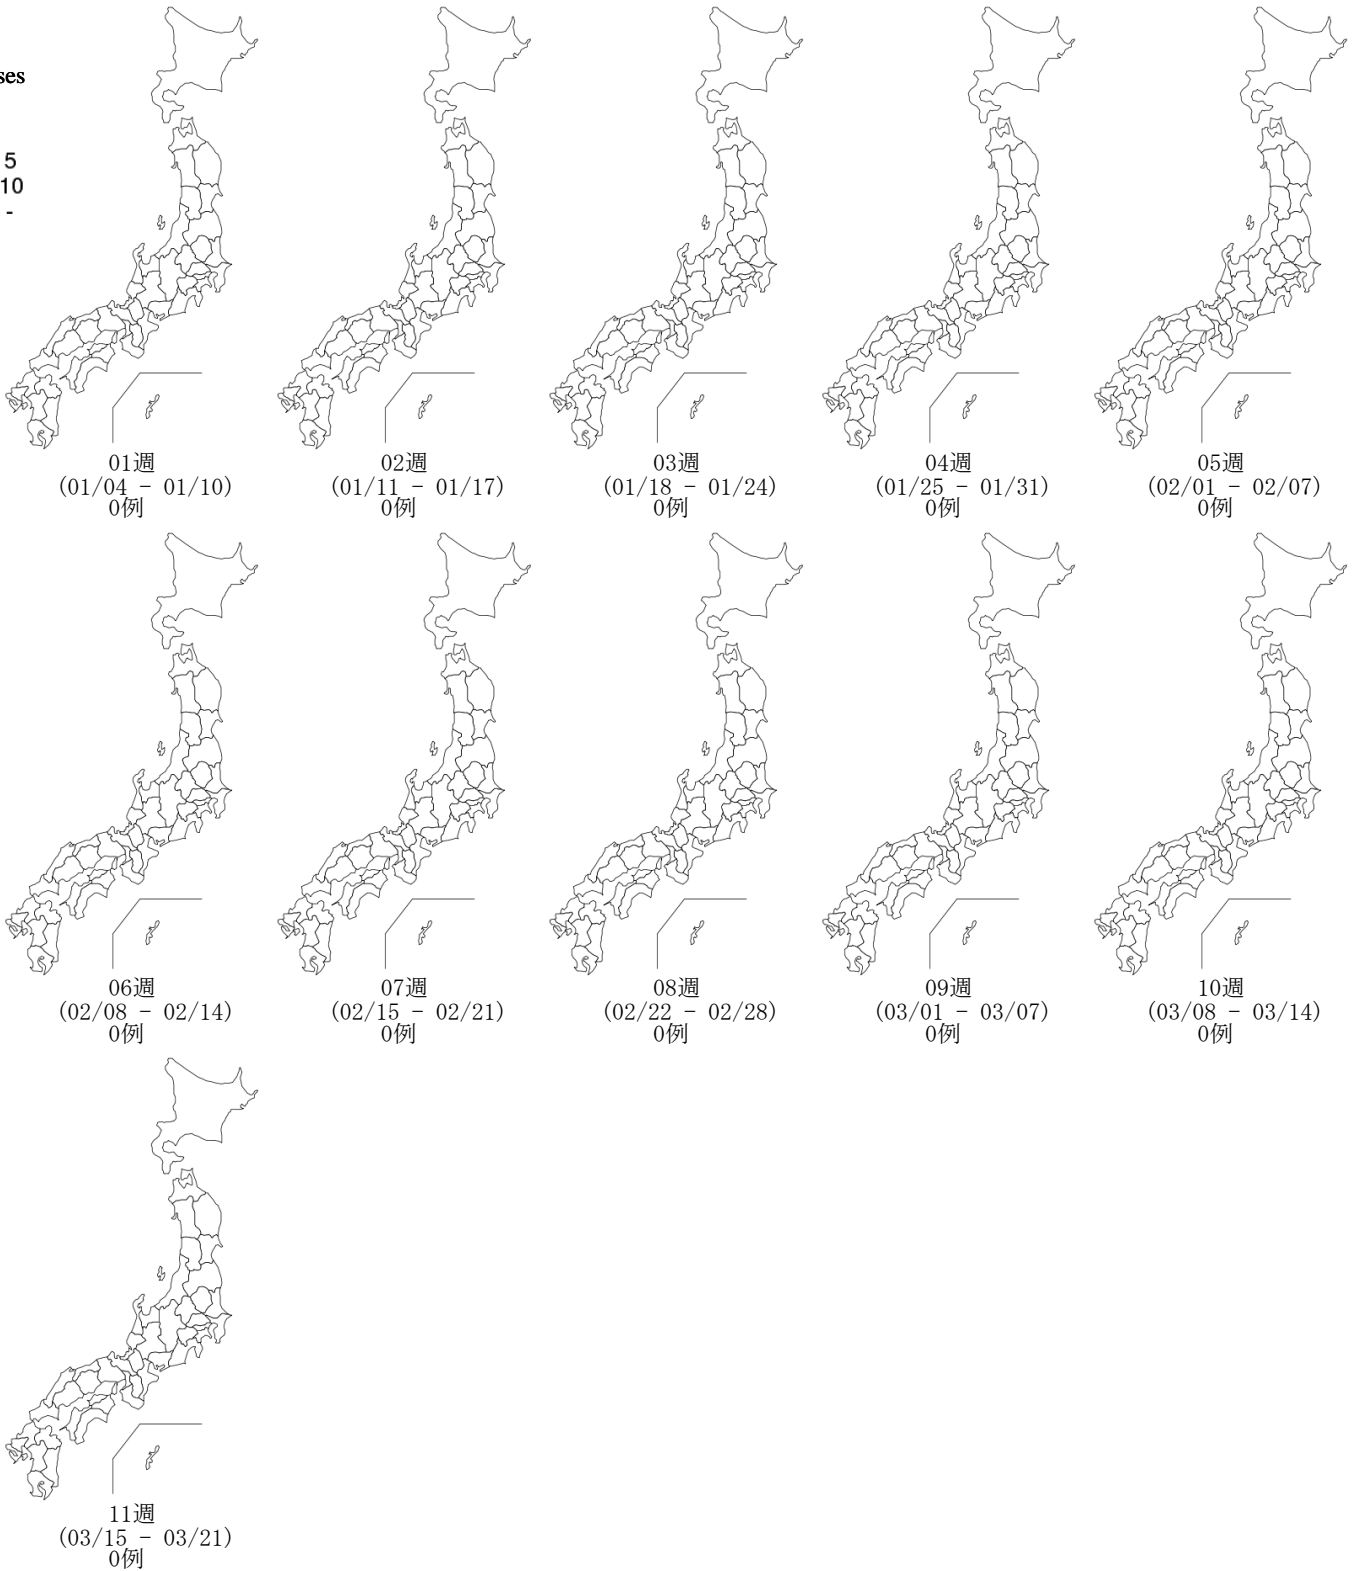 ses
5
10
-
01週
(01/04 - 01/10)
0例
02週
(01/11 - 01/17)
0例
03週
(01/18 - 01/24)
0例
04週
(01/25 - 01/31)
0例
05週
(02/01 - 02/07)
0例
06週
(02/08 - 02/14)
0例
07週
(02/15 - 02/21)
0例
08週
(02/22 - 02/28)
0例
09週
(03/01 - 03/07)
0例
10週
(03/08 - 03/14)
0例
11週
(03/15 - 03/21)
0例